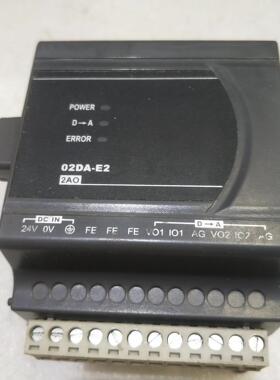 POWER
D→A
ERROR
02DA-E2
2AO
DC IN
D→A
24V 0V ⏚ FE FE FE VO1 IO1 AG VO2 IO2 AG